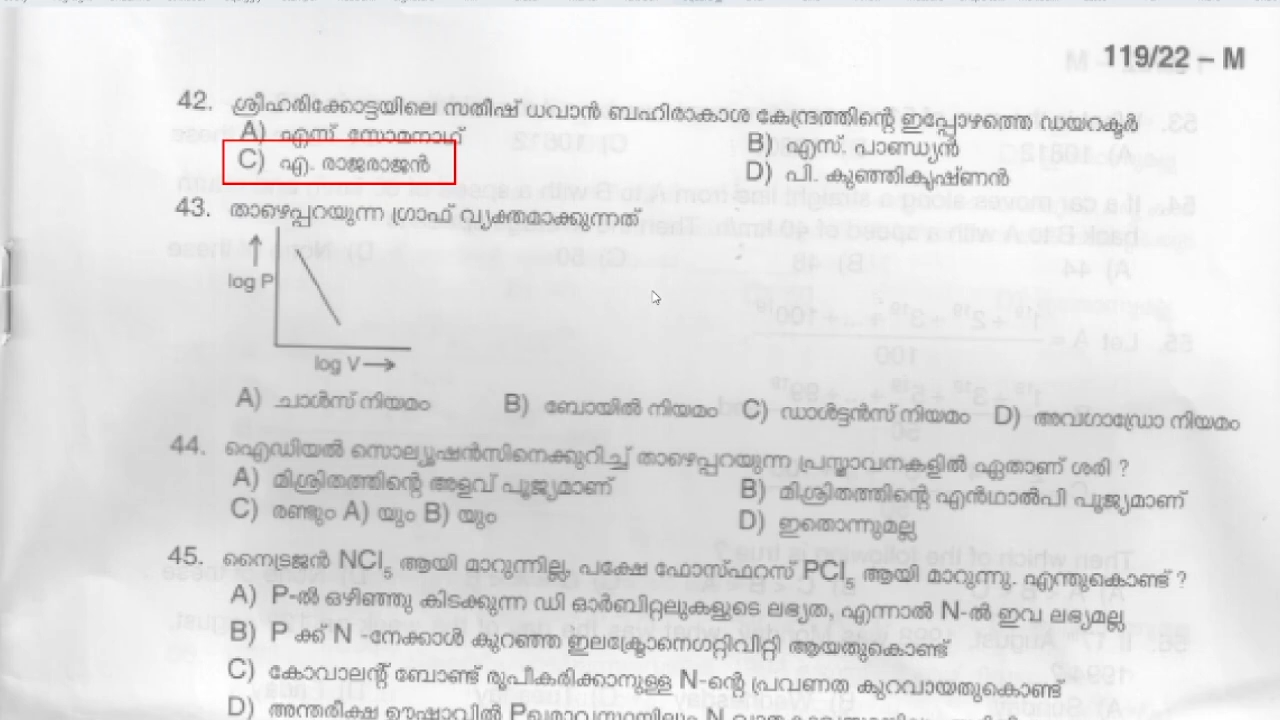 119/22 – M
42. ശ്രീഹരിക്കോട്ടയിലെ സതീഷ് ധവാൻ ബഹിരാകാശ കേന്ദ്രത്തിന്റെ ഇപ്പോഴത്തെ ഡയറക്ടർ
A) എസ് സോമനാഥ്
B) എസ്. പാണ്ഡ്യൻ
C) എ. രാജരാജൻ
D) പി. കുഞ്ഞികൃഷ്ണൻ
43. താഴെപ്പറയുന്ന ഗ്രാഫ് വ്യക്തമാക്കുന്നത്
log P
log V
A) ചാൾസ് നിയമം B) ബോയിൽ നിയമം C) ഡാൾട്ടൻസ് നിയമം D) അവഗാഡ്രോ നിയമം
44. ഐഡിയൽ സൊല്യൂഷൻസിനെക്കുറിച്ച് താഴെപ്പറയുന്ന പ്രസ്താവനകളിൽ ഏതാണ് ശരി ?
A) മിശ്രിതത്തിന്റെ അളവ് പൂജ്യമാണ്
B) മിശ്രിതത്തിന്റെ എൻഥാൽപി പൂജ്യമാണ്
C) രണ്ടും A) യും B) യും
D) ഇതൊന്നുമല്ല
45. നൈട്രജൻ NCl5 ആയി മാറുന്നില്ല, പക്ഷേ ഫോസ്ഫറസ് PCl5 ആയി മാറുന്നു. എന്തുകൊണ്ട് ?
A) P-ൽ ഒഴിഞ്ഞു കിടക്കുന്ന ഡി ഓർബിറ്റലുകളുടെ ലഭ്യത, എന്നാൽ N-ൽ ഇവ ലഭ്യമല്ല
B) P ക്ക് N -നേക്കാൾ കുറഞ്ഞ ഇലക്ട്രോനെഗറ്റിവിറ്റി ആയതുകൊണ്ട്
C) കോവാലന്റ് ബോണ്ട് രൂപീകരിക്കാനുള്ള N-ന്റെ പ്രവണത കുറവായതുകൊണ്ട്
D) അന്തരീക്ഷ ഊഷ്മാവിൽ P